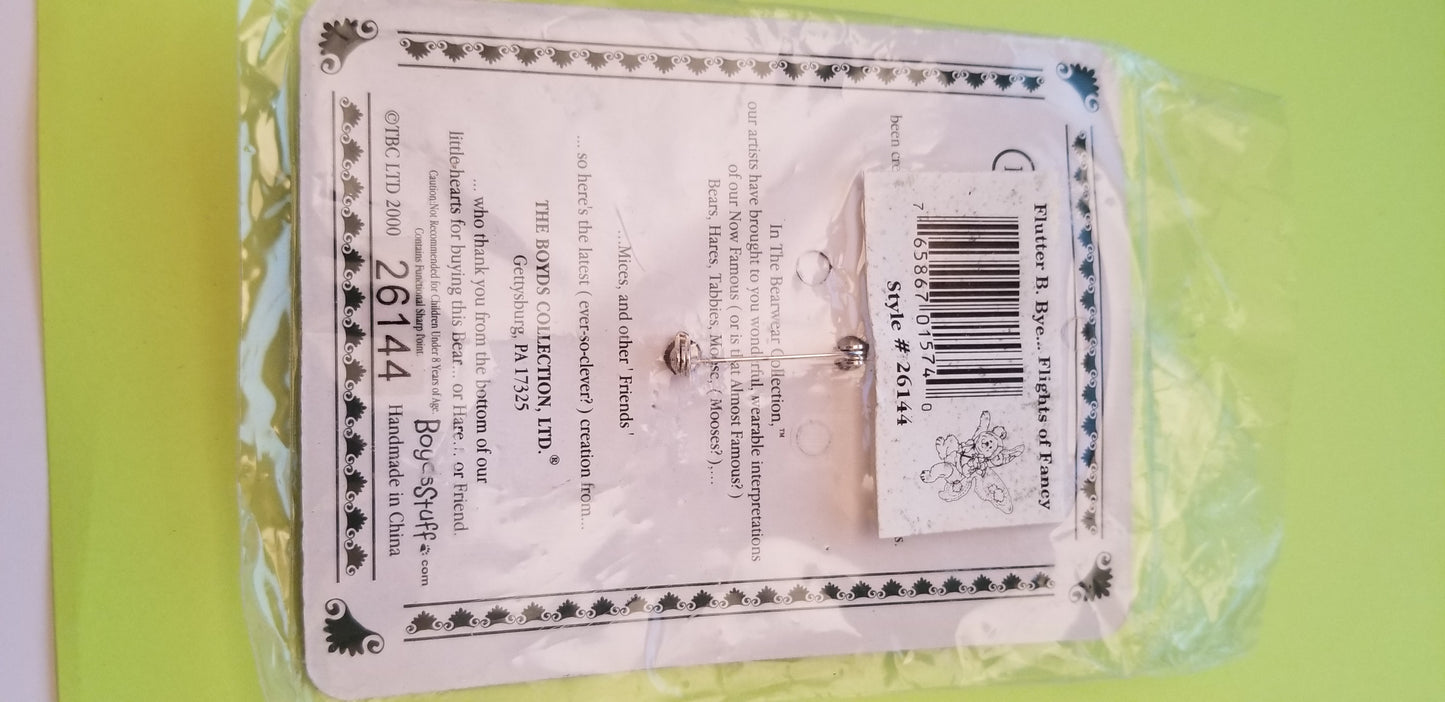 Flutter B. Bye... Flights of Fancy
7 65867 01574 0
Style # 26144
been cre
s.
In The Bearwear Collection,™
our artists have brought to you wonderful, wearable interpretations
of our Now Famous ( or is that Almost Famous? )
Bears, Hares, Tabbies, Moose, ( Mooses? ),...
...Mices, and other ' Friends '
... so here's the latest ( ever-so-clever? ) creation from...
THE BOYDS COLLECTION, LTD.®
Gettysburg, PA 17325
... who thank you from the bottom of our
little hearts for buying this Bear... or Hare... or Friend.
Caution:Not Recommended for Children Under 8 Years of Age.
Contains Functional Sharp Point.
BoydsStuff.com
©TBC LTD 2000 26144 Handmade in China